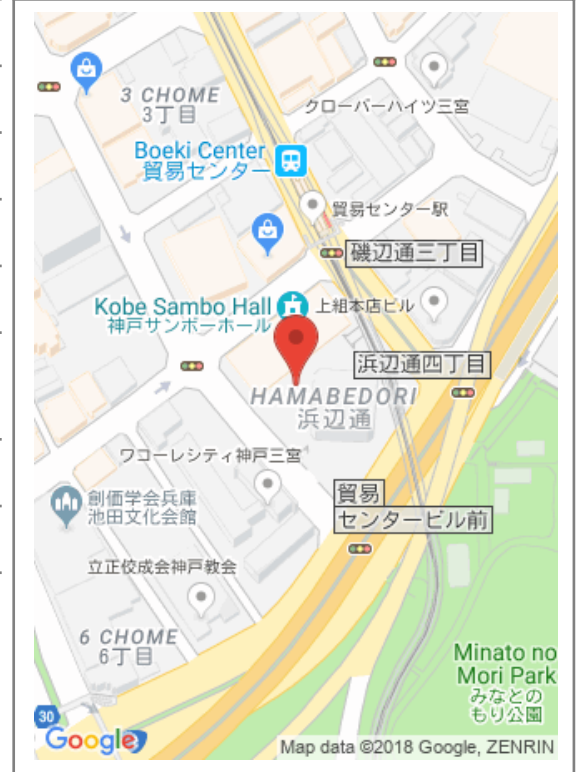 3 CHOME
3丁目
クローバーハイツ三宮
Boeki Center
貿易センター
貿易センター駅
磯辺通三丁目
Kobe Sambo Hall
神戸サンボーホール
上組本店ビル
浜辺通四丁目
HAMABEDORI
浜辺通
ワコーレシティ神戸三宮
貿易
センタービル前
創価学会兵庫
池田文化会館
立正佼成会神戸教会
6 CHOME
6丁目
Minato no
Mori Park
みなとの
もり公園
30
Google
Map data ©2018 Google, ZENRIN